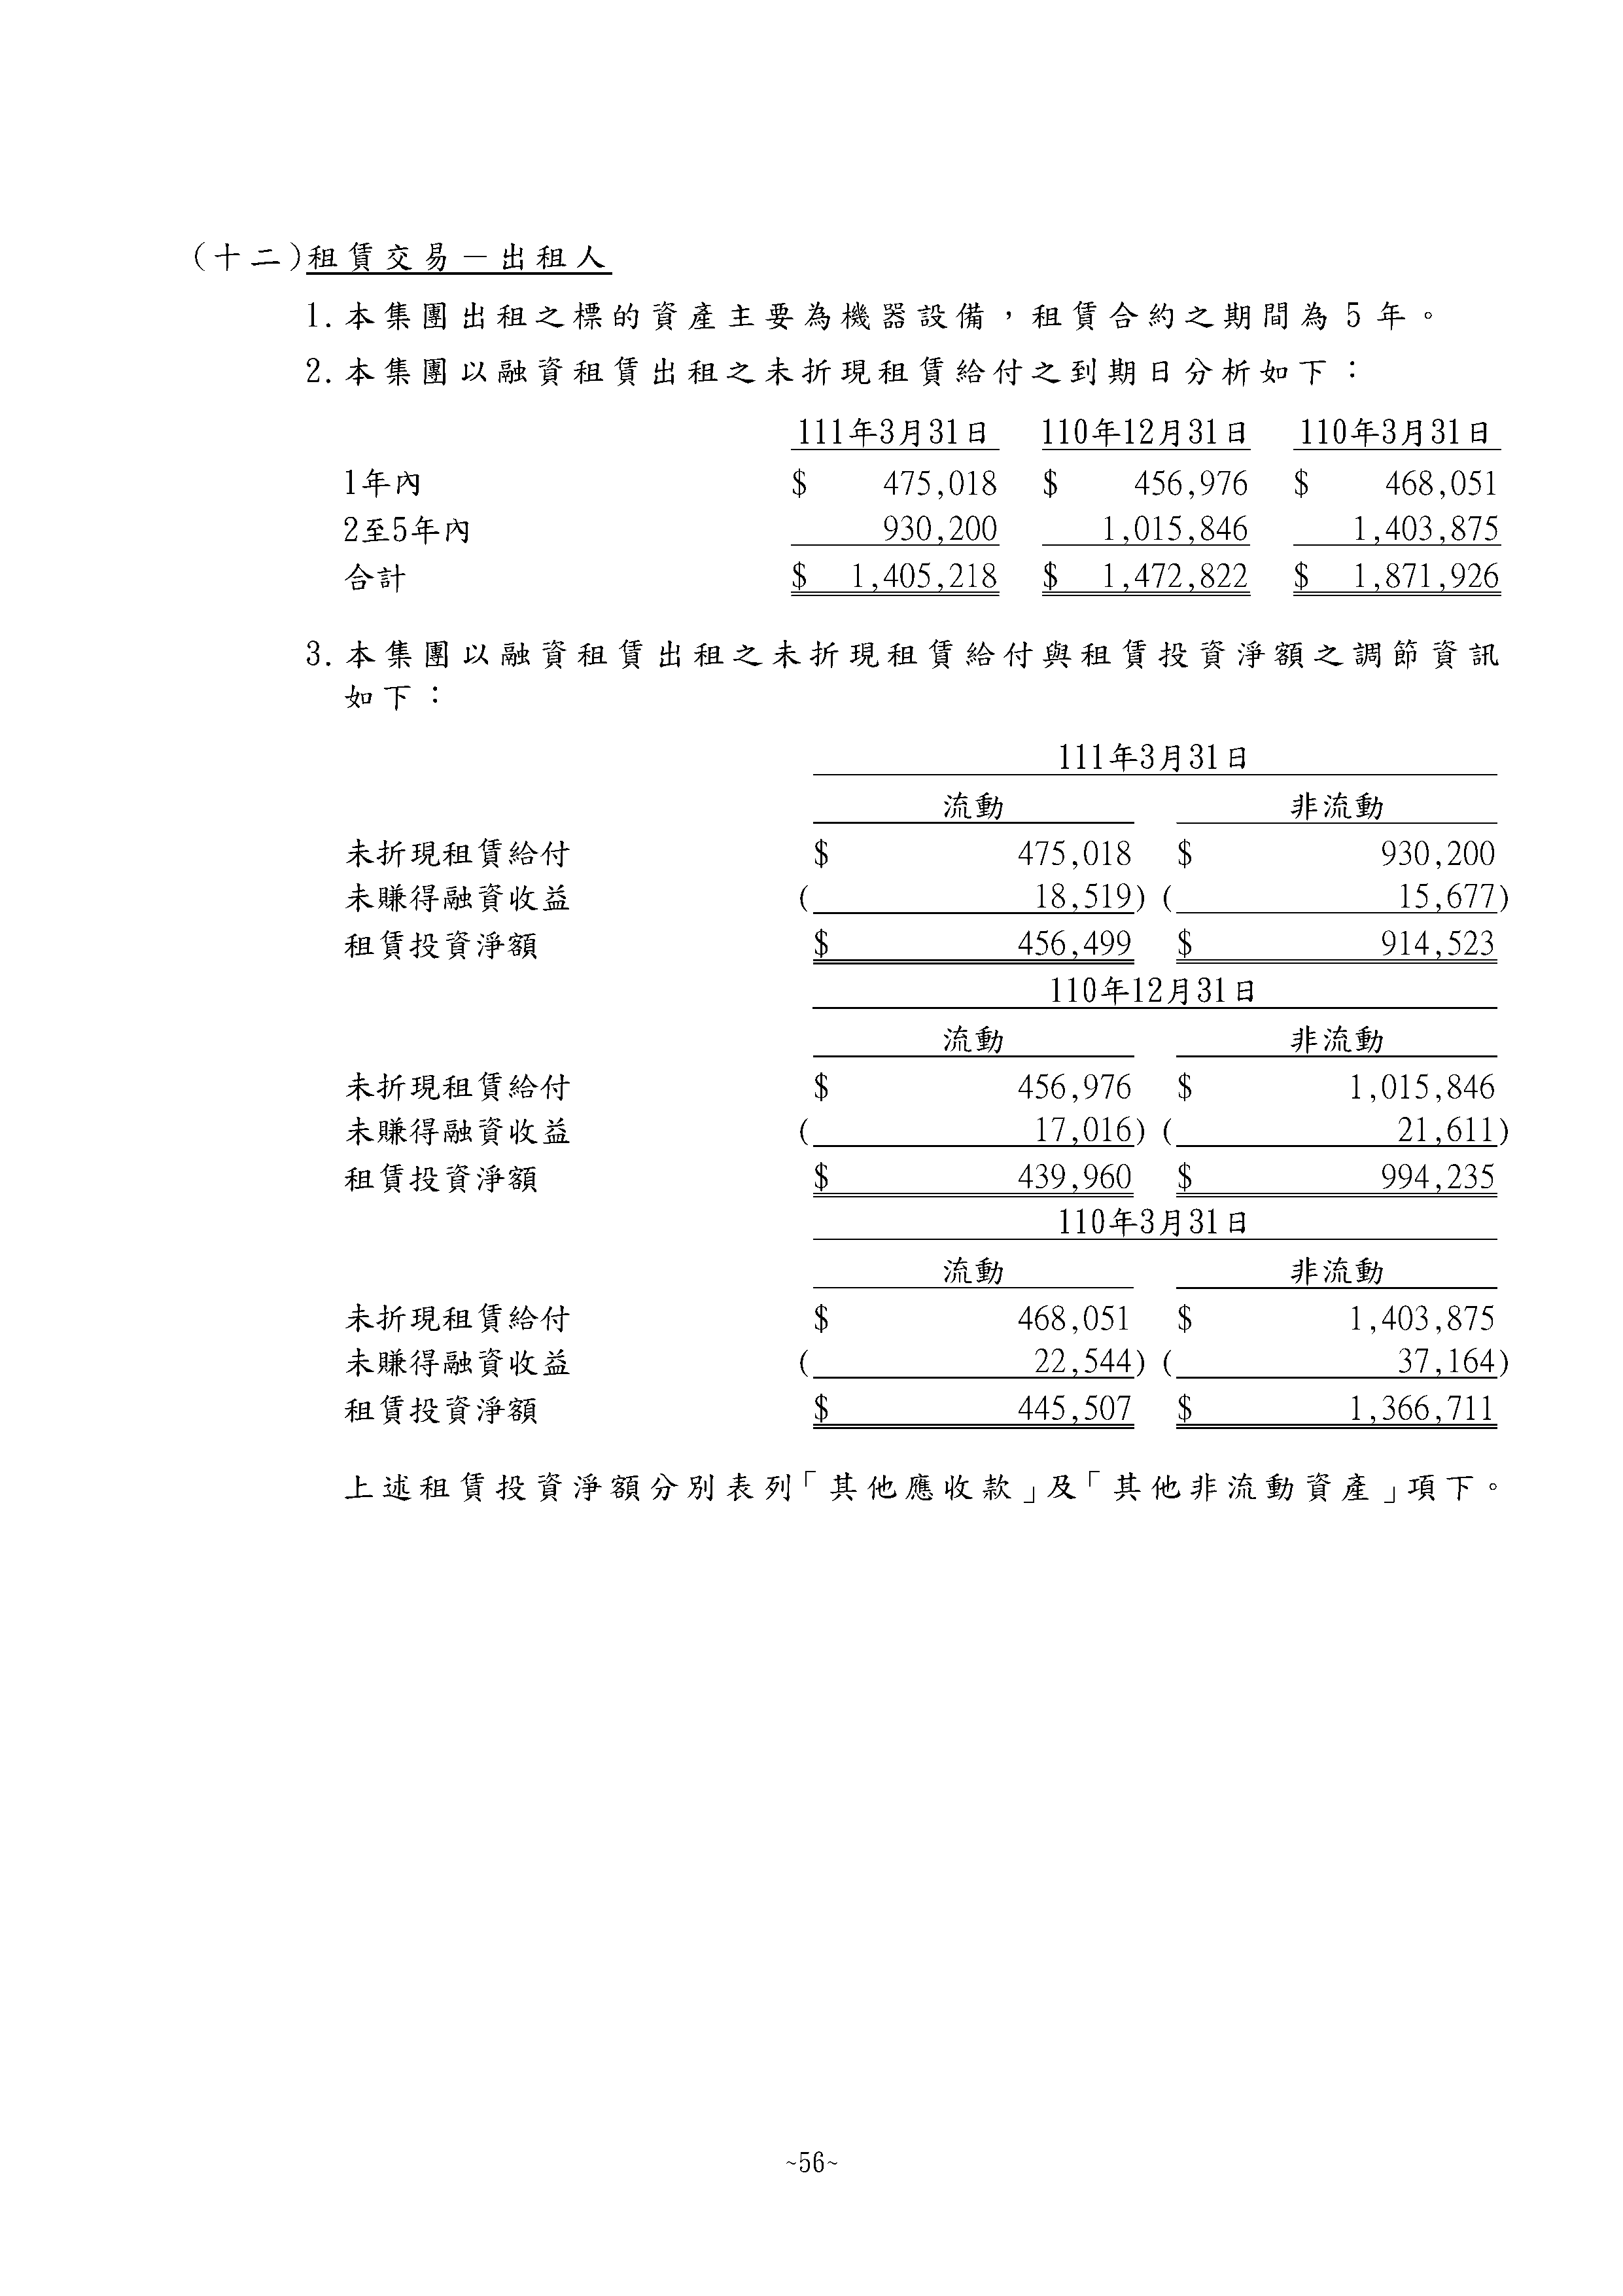 (十二)租賃交易－出租人
1.本集團出租之標的資產主要為機器設備，租賃合約之期間為 5 年。
2.本集團以融資租賃出租之未折現租賃給付之到期日分析如下：
111年3月31日 110年12月31日 110年3月31日
1年內 $ 475,018 $ 456,976 $ 468,051
2至5年內 930,200 1,015,846 1,403,875
合計 $ 1,405,218 $ 1,472,822 $ 1,871,926
3.本集團以融資租賃出租之未折現租賃給付與租賃投資淨額之調節資訊
如下：
111年3月31日
流動 非流動
未折現租賃給付 $ 475,018 $ 930,200
未賺得融資收益 ( 18,519) ( 15,677)
租賃投資淨額 $ 456,499 $ 914,523
110年12月31日
流動 非流動
未折現租賃給付 $ 456,976 $ 1,015,846
未賺得融資收益 ( 17,016) ( 21,611)
租賃投資淨額 $ 439,960 $ 994,235
110年3月31日
流動 非流動
未折現租賃給付 $ 468,051 $ 1,403,875
未賺得融資收益 ( 22,544) ( 37,164)
租賃投資淨額 $ 445,507 $ 1,366,711
上述租賃投資淨額分別表列「其他應收款」及「其他非流動資產」項下。
~56~